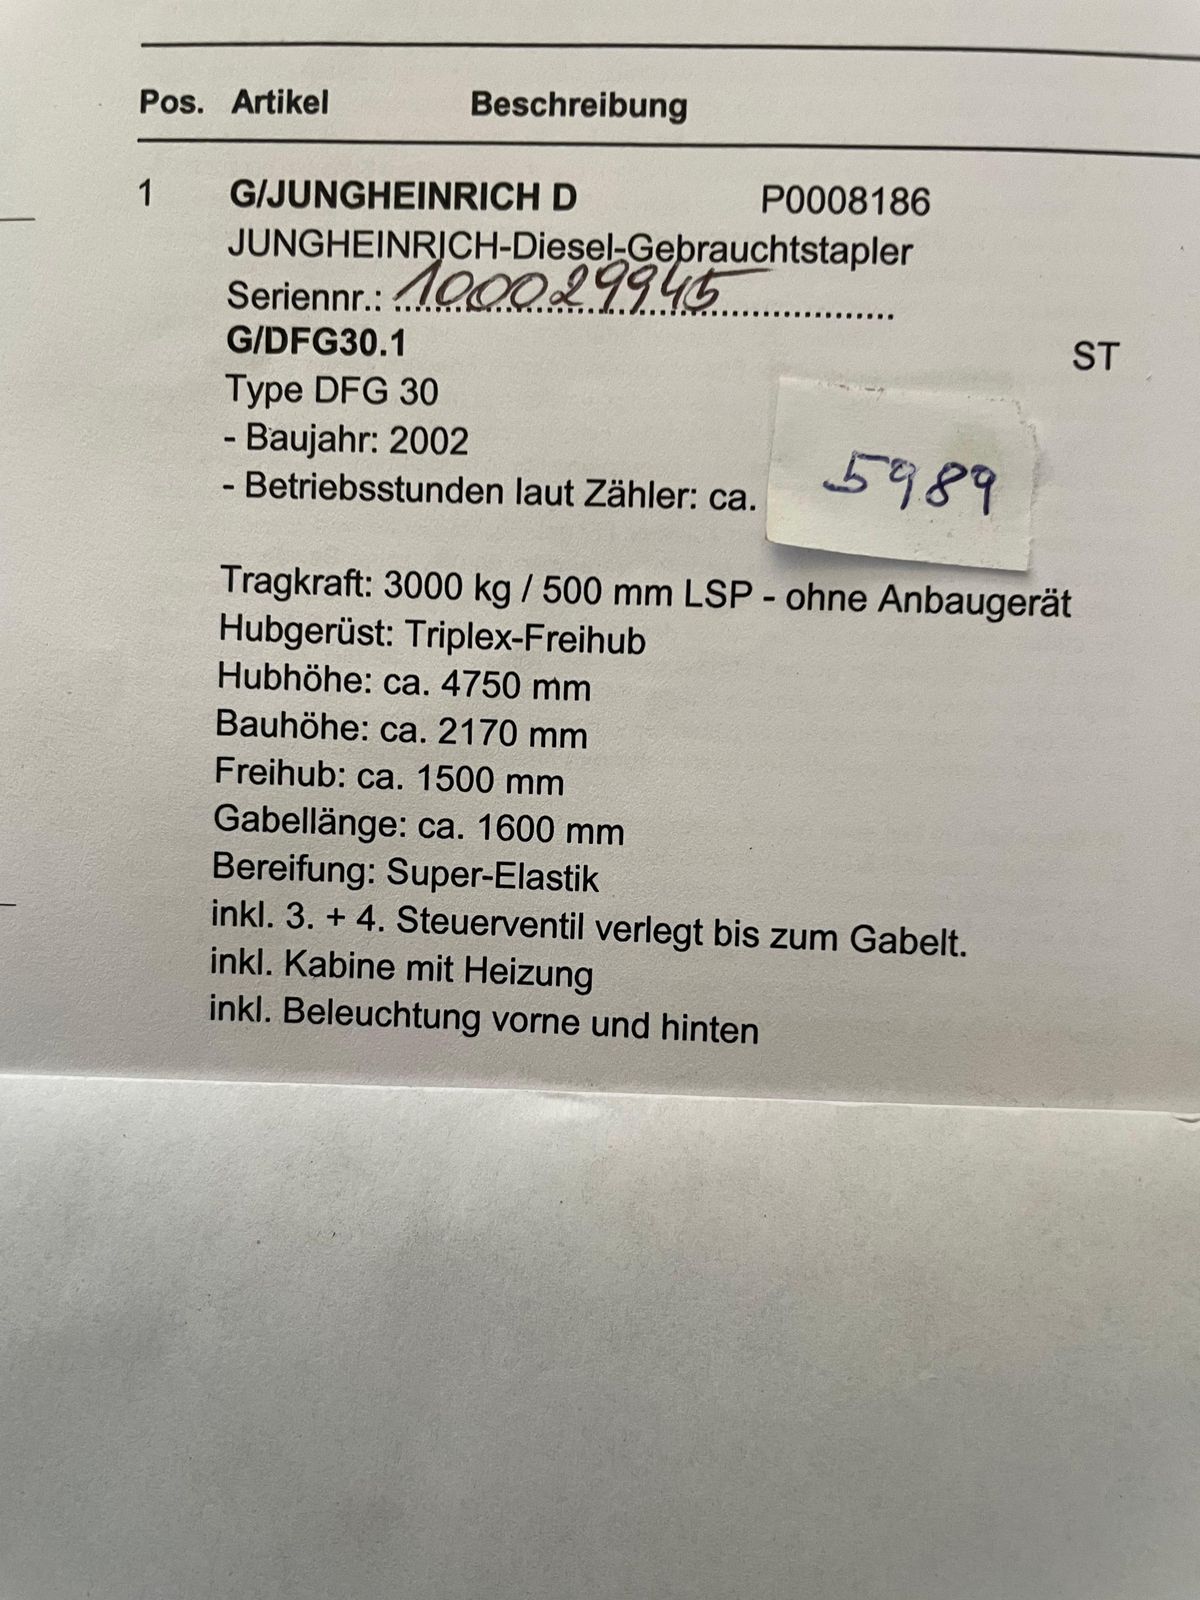 Pos. Artikel Beschreibung
1 G/JUNGHEINRICH D P0008186
JUNGHEINRICH-Diesel-Gebrauchtstapler
Seriennr.: 100029945
G/DFG30.1 ST
Type DFG 30
- Baujahr: 2002
- Betriebsstunden laut Zähler: ca. 5989
Tragkraft: 3000 kg / 500 mm LSP - ohne Anbaugerät
Hubgerüst: Triplex-Freihub
Hubhöhe: ca. 4750 mm
Bauhöhe: ca. 2170 mm
Freihub: ca. 1500 mm
Gabellänge: ca. 1600 mm
Bereifung: Super-Elastik
inkl. 3. + 4. Steuerventil verlegt bis zum Gabelt.
inkl. Kabine mit Heizung
inkl. Beleuchtung vorne und hinten